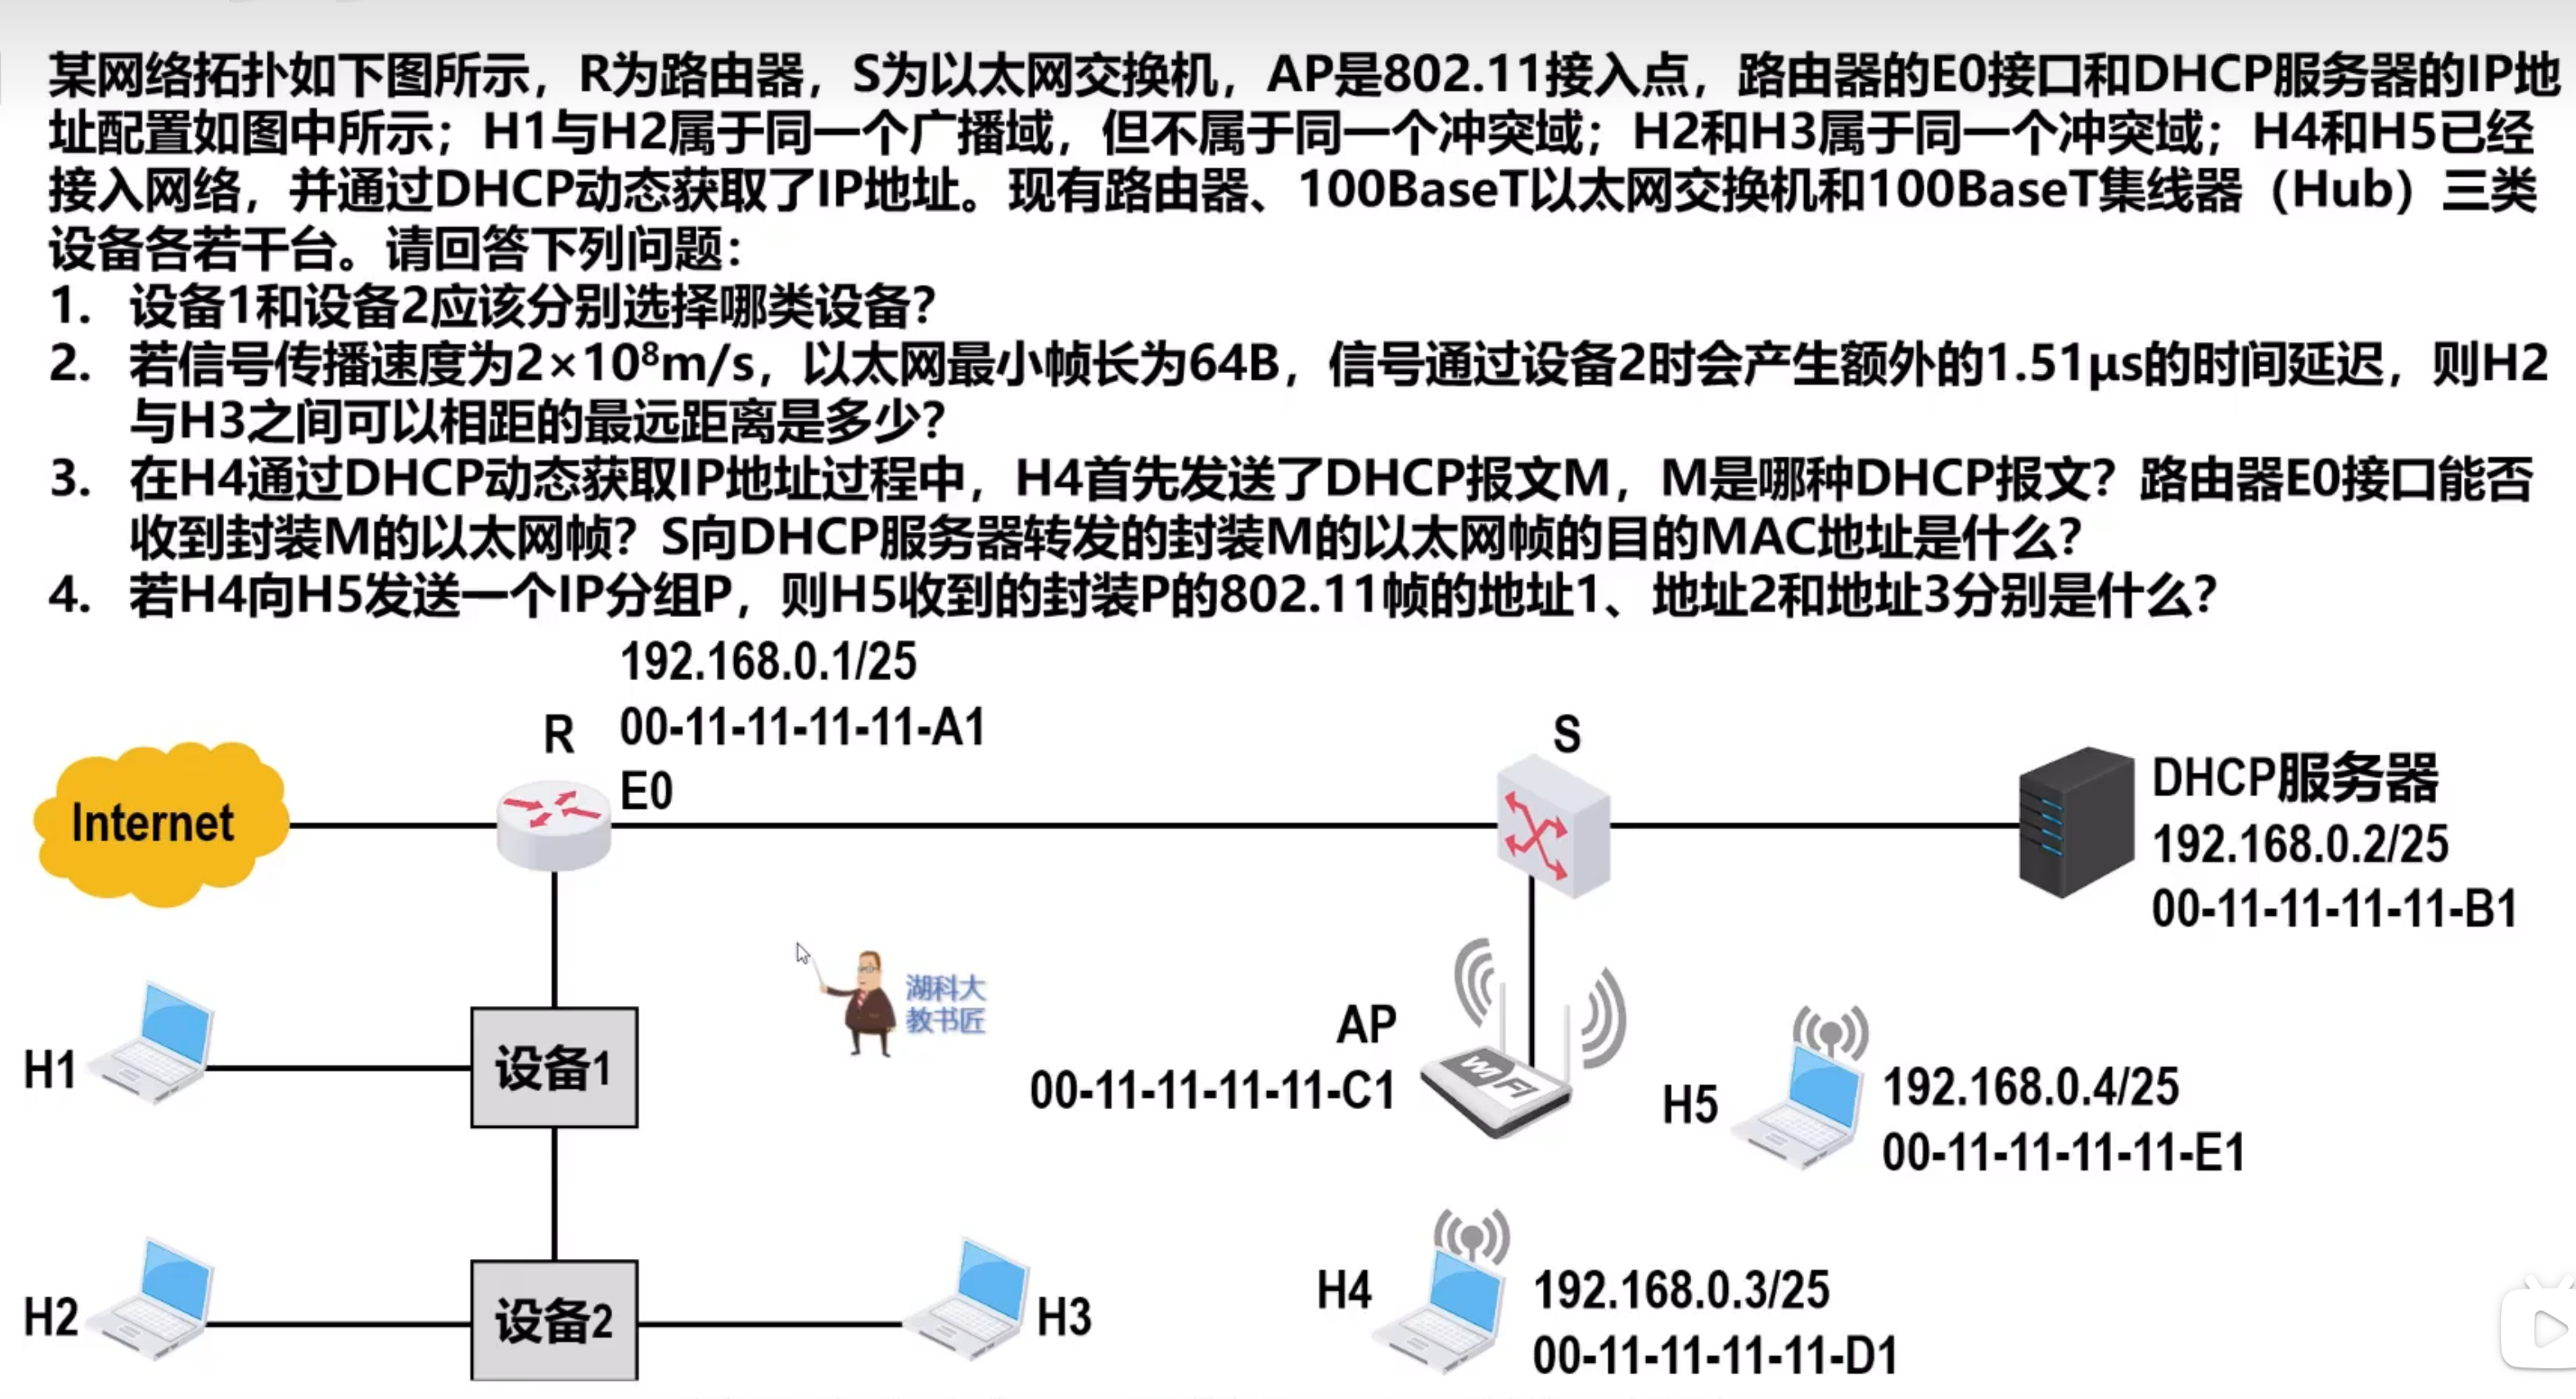 某网络拓扑如下图所示，R为路由器，S为以太网交换机，AP是802.11接入点，路由器的E0接口和DHCP服务器的IP地
址配置如图中所示；H1与H2属于同一个广播域，但不属于同一个冲突域；H2和H3属于同一个冲突域；H4和H5已经
接入网络，并通过DHCP动态获取了IP地址。现有路由器、100BaseT以太网交换机和100BaseT集线器（Hub）三类
设备各若干台。请回答下列问题：
1. 设备1和设备2应该分别选择哪类设备？
2. 若信号传播速度为2×10⁸m/s，以太网最小帧长为64B，信号通过设备2时会产生额外的1.51μs的时间延迟，则H2
与H3之间可以相距的最远距离是多少？
3. 在H4通过DHCP动态获取IP地址过程中，H4首先发送了DHCP报文M，M是哪种DHCP报文？路由器E0接口能否
收到封装M的以太网帧？S向DHCP服务器转发的封装M的以太网帧的目的MAC地址是什么？
4. 若H4向H5发送一个IP分组P，则H5收到的封装P的802.11帧的地址1、地址2和地址3分别是什么？
192.168.0.1/25
00-11-11-11-11-A1
R
E0
S
Internet
DHCP服务器
192.168.0.2/25
00-11-11-11-11-B1
湖科大
教书匠
AP
00-11-11-11-11-C1
WiFi
H1
设备1
H5
192.168.0.4/25
00-11-11-11-11-E1
H2
设备2
H3
H4
192.168.0.3/25
00-11-11-11-11-D1